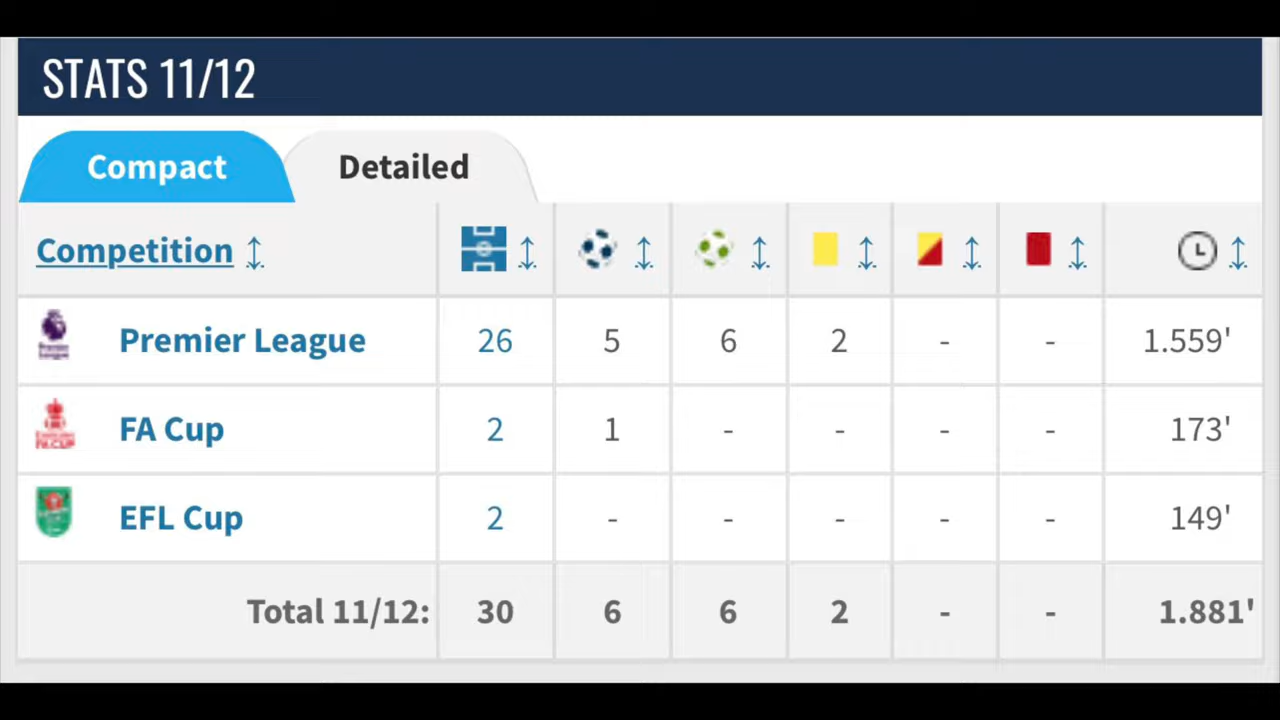 STATS 11/12
Compact Detailed
Competition
Premier League 26 5 6 2 - - 1.559'
FA Cup 2 1 - - - - 173'
EFL Cup 2 - - - - - 149'
Total 11/12: 30 6 6 2 - - 1.881'